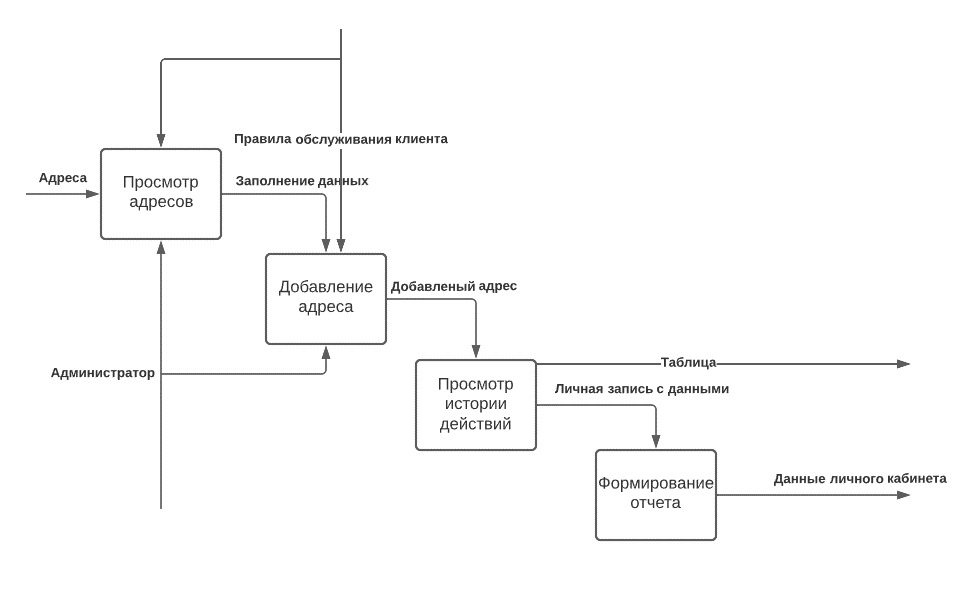 Правила обслуживания клиента
Адреса
Просмотр
адресов
Заполнение данных
Добавление
адреса
Добавленый адрес
Администратор
Просмотр
истории
действий
Таблица
Личная запись с данными
Формирование
отчета
Данные личного кабинета